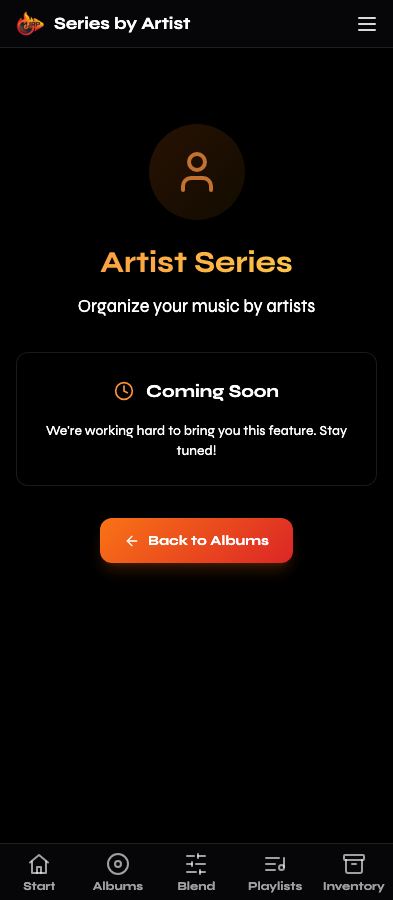 Series by Artist
Artist Series
Organize your music by artists
Coming Soon
We're working hard to bring you this feature. Stay
tuned!
Back to Albums
Start
Albums
Blend
Playlists
Inventory